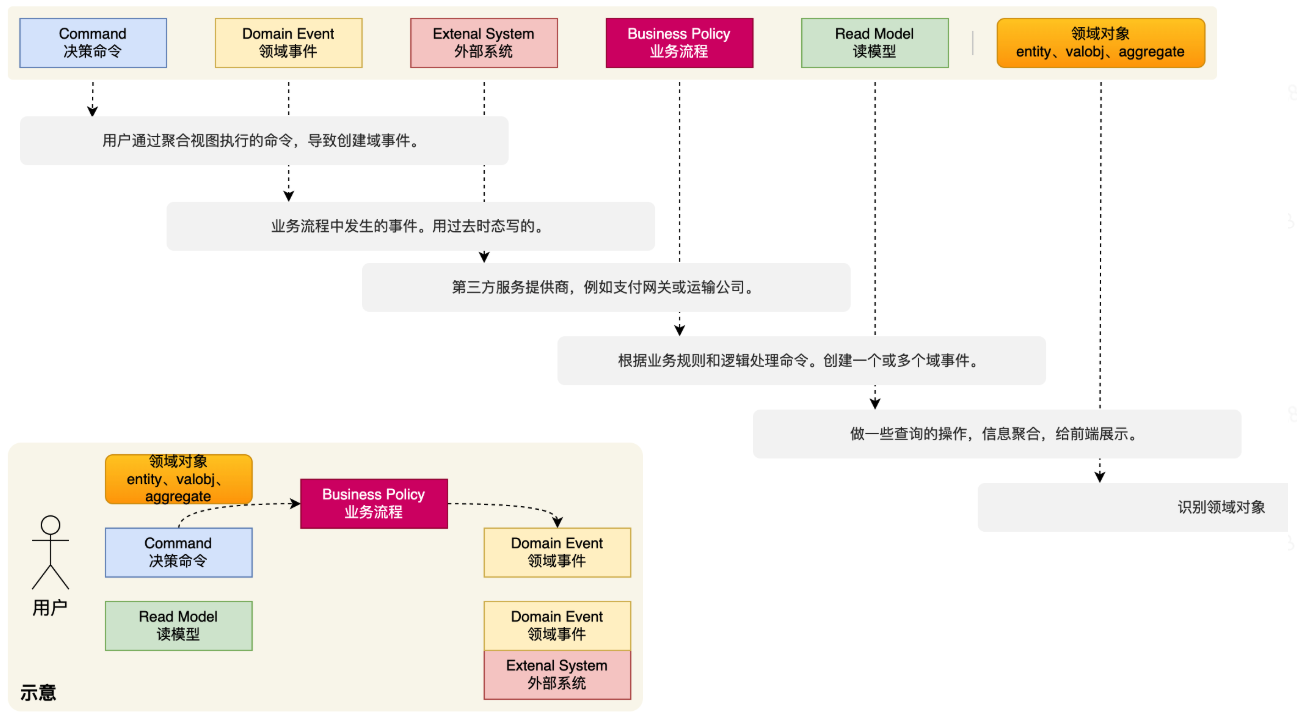 Command
决策命令
Domain Event
领域事件
Extenal System
外部系统
Business Policy
业务流程
Read Model
读模型
领域对象
entity、valobj、aggregate
用户通过聚合视图执行的命令，导致创建域事件。
业务流程中发生的事件。用过去时态写的。
第三方服务提供商，例如支付网关或运输公司。
根据业务规则和逻辑处理命令。创建一个或多个域事件。
做一些查询的操作，信息聚合，给前端展示。
识别领域对象
领域对象
entity、valobj、
aggregate
Business Policy
业务流程
Command
决策命令
Domain Event
领域事件
用户
Read Model
读模型
Domain Event
领域事件
Extenal System
外部系统
示意